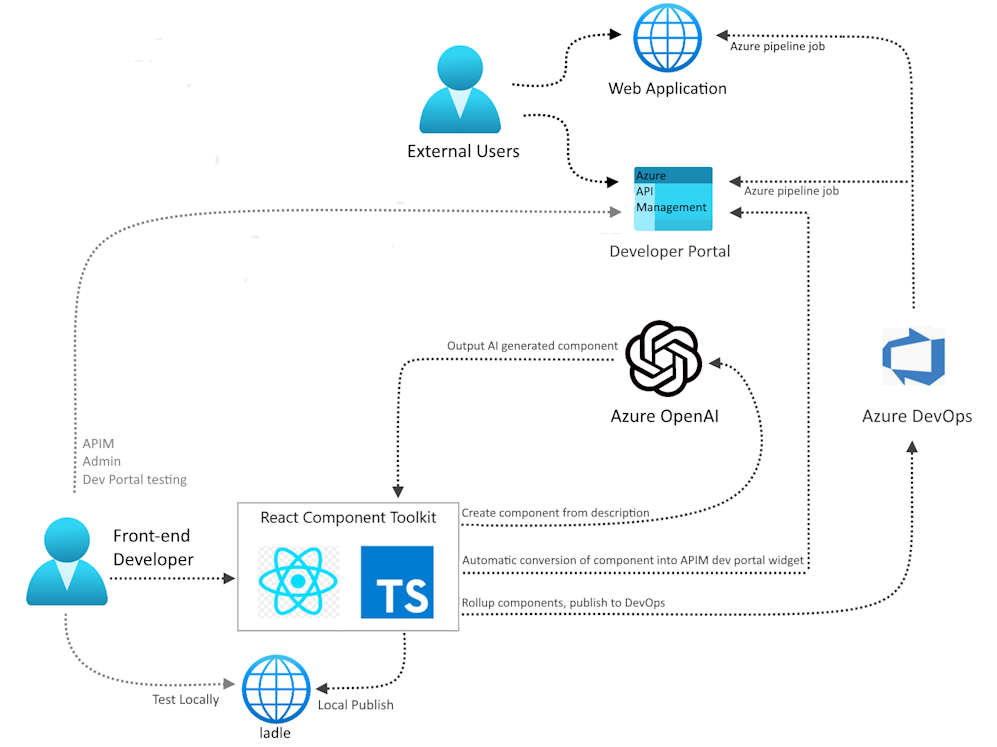 Azure pipeline job
Web Application
External Users
Azure
API
Management
Azure pipeline job
Developer Portal
Output AI generated component
Azure OpenAI
Azure DevOps
APIM
Admin
Dev Portal testing
React Component Toolkit
Create component from description
Front-end
Developer
Automatic conversion of component into APIM dev portal widget
TS
Rollup components, publish to DevOps
Test Locally
Local Publish
ladle